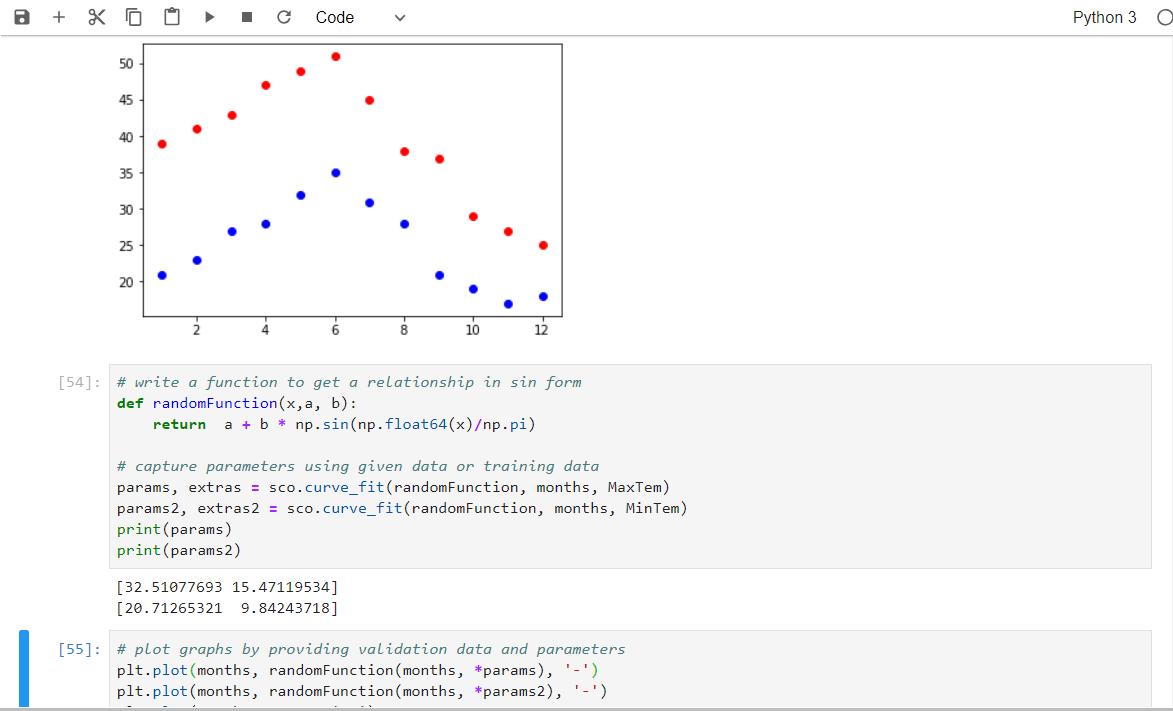 Code
Python 3
50
45
40
35
30
25
20
2 4 6 8 10 12
[54]:
# write a function to get a relationship in sin form
def randomFunction(x,a, b):
    return  a + b * np.sin(np.float64(x)/np.pi)
# capture parameters using given data or training data
params, extras = sco.curve_fit(randomFunction, months, MaxTem)
params2, extras2 = sco.curve_fit(randomFunction, months, MinTem)
print(params)
print(params2)
[32.51077693 15.47119534]
[20.71265321  9.84243718]
[55]:
# plot graphs by providing validation data and parameters
plt.plot(months, randomFunction(months, *params), '-')
plt.plot(months, randomFunction(months, *params2), '-')